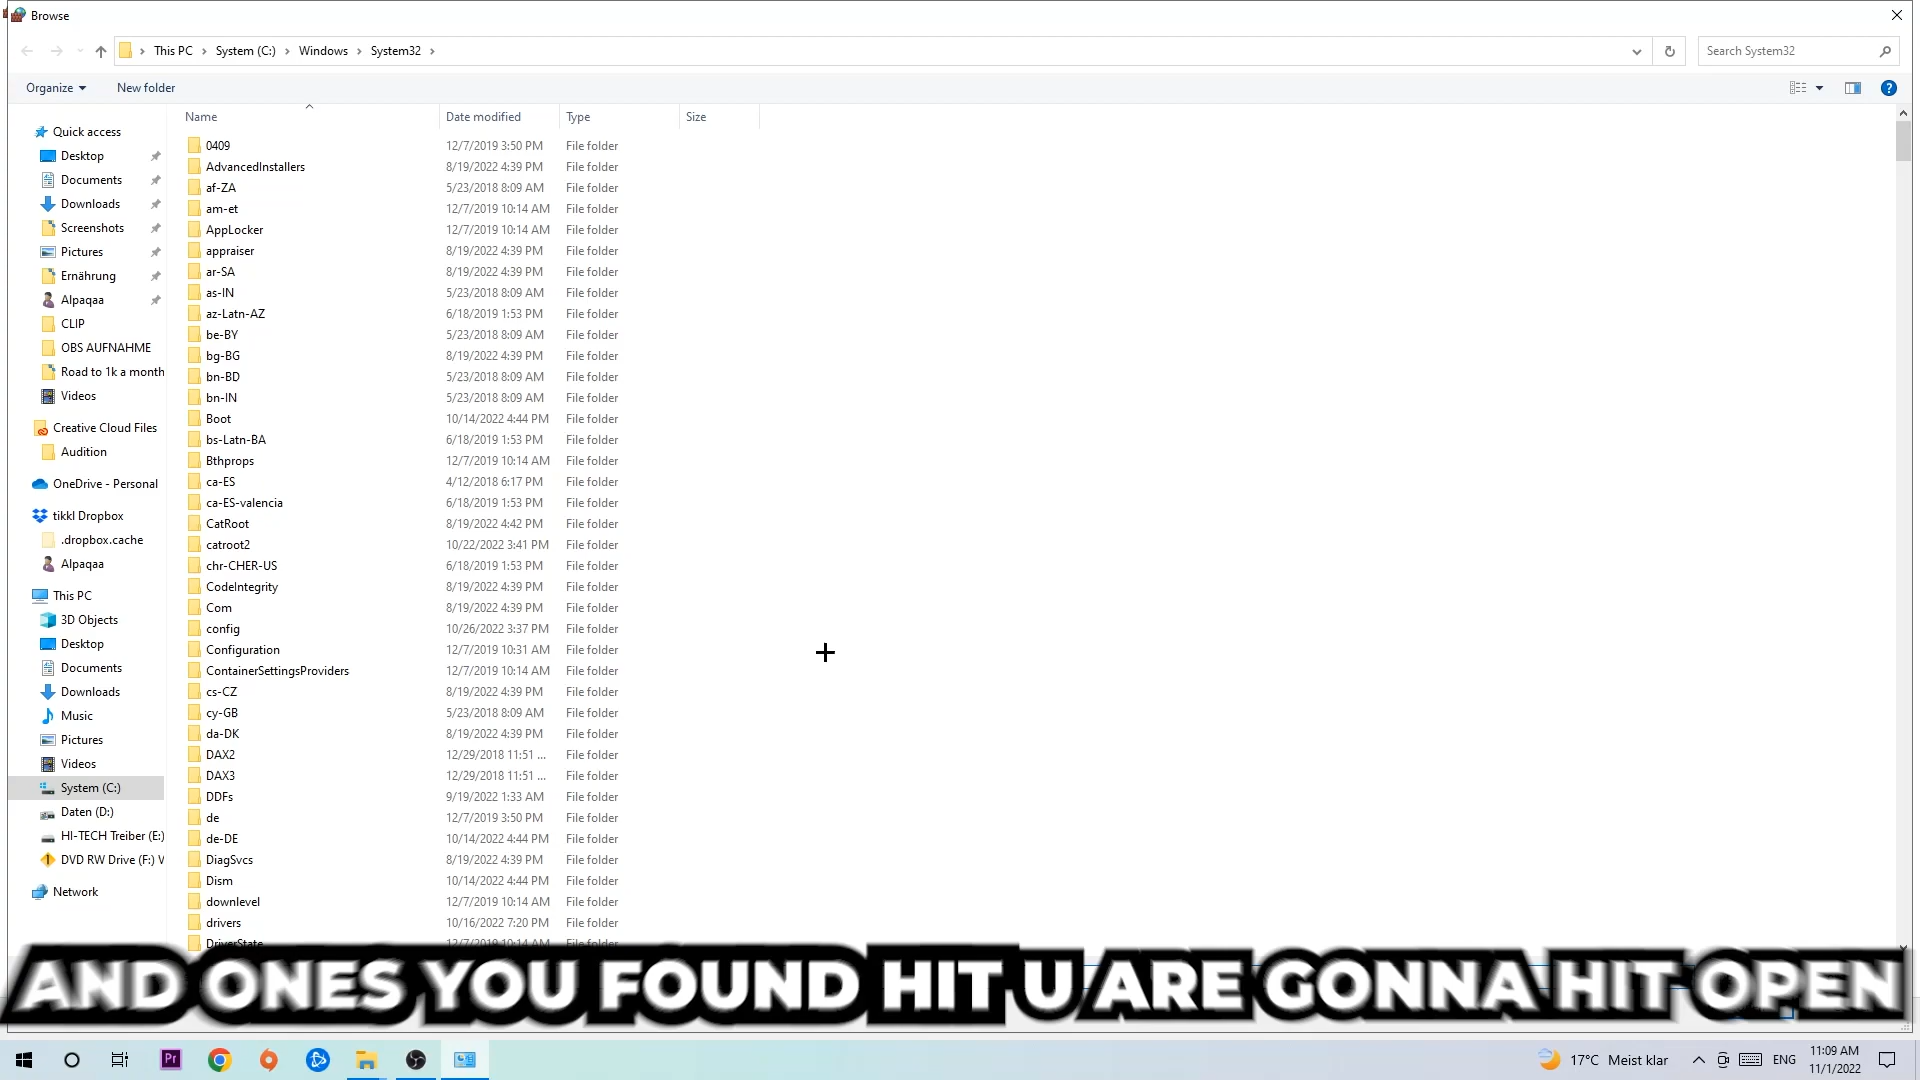 Browse
This PC System (C:) Windows System32
Search System32
Organize New folder
Name Date modified Type Size
Quick access
Desktop
Documents
Downloads
Screenshots
Pictures
Ernährung
Alpaqaa
CLIP
OBS AUFNAHME
Road to 1k a month
Videos
Creative Cloud Files
Audition
OneDrive - Personal
tikkl Dropbox
.dropbox.cache
Alpaqaa
This PC
3D Objects
Desktop
Documents
Downloads
Music
Pictures
Videos
System (C:)
Daten (D:)
HI-TECH Treiber (E:)
DVD RW Drive (F:) V
Network
0409 12/7/2019 3:50 PM File folder
AdvancedInstallers 8/19/2022 4:39 PM File folder
af-ZA 5/23/2018 8:09 AM File folder
am-et 12/7/2019 10:14 AM File folder
AppLocker 12/7/2019 10:14 AM File folder
appraiser 8/19/2022 4:39 PM File folder
ar-SA 8/19/2022 4:39 PM File folder
as-IN 5/23/2018 8:09 AM File folder
az-Latn-AZ 6/18/2019 1:53 PM File folder
be-BY 5/23/2018 8:09 AM File folder
bg-BG 8/19/2022 4:39 PM File folder
bn-BD 5/23/2018 8:09 AM File folder
bn-IN 5/23/2018 8:09 AM File folder
Boot 10/14/2022 4:44 PM File folder
bs-Latn-BA 6/18/2019 1:53 PM File folder
Bthprops 12/7/2019 10:14 AM File folder
ca-ES 4/12/2018 6:17 PM File folder
ca-ES-valencia 6/18/2019 1:53 PM File folder
CatRoot 8/19/2022 4:42 PM File folder
catroot2 10/22/2022 3:41 PM File folder
chr-CHER-US 6/18/2019 1:53 PM File folder
CodeIntegrity 8/19/2022 4:39 PM File folder
Com 8/19/2022 4:39 PM File folder
config 10/26/2022 3:37 PM File folder
Configuration 12/7/2019 10:31 AM File folder
ContainerSettingsProviders 12/7/2019 10:14 AM File folder
cs-CZ 8/19/2022 4:39 PM File folder
cy-GB 5/23/2018 8:09 AM File folder
da-DK 8/19/2022 4:39 PM File folder
DAX2 12/29/2018 11:51 ... File folder
DAX3 12/29/2018 11:51 ... File folder
DDFs 9/19/2022 1:33 AM File folder
de 12/7/2019 3:50 PM File folder
de-DE 10/14/2022 4:44 PM File folder
DiagSvcs 8/19/2022 4:39 PM File folder
Dism 10/14/2022 4:44 PM File folder
downlevel 12/7/2019 10:14 AM File folder
drivers 10/16/2022 7:20 PM File folder
DriverState 12/7/2019 10:14 AM File folder
AND ONES YOU FOUND HIT U ARE GONNA HIT OPEN
Pr
17°C Meist klar ENG 11:09 AM
11/1/2022